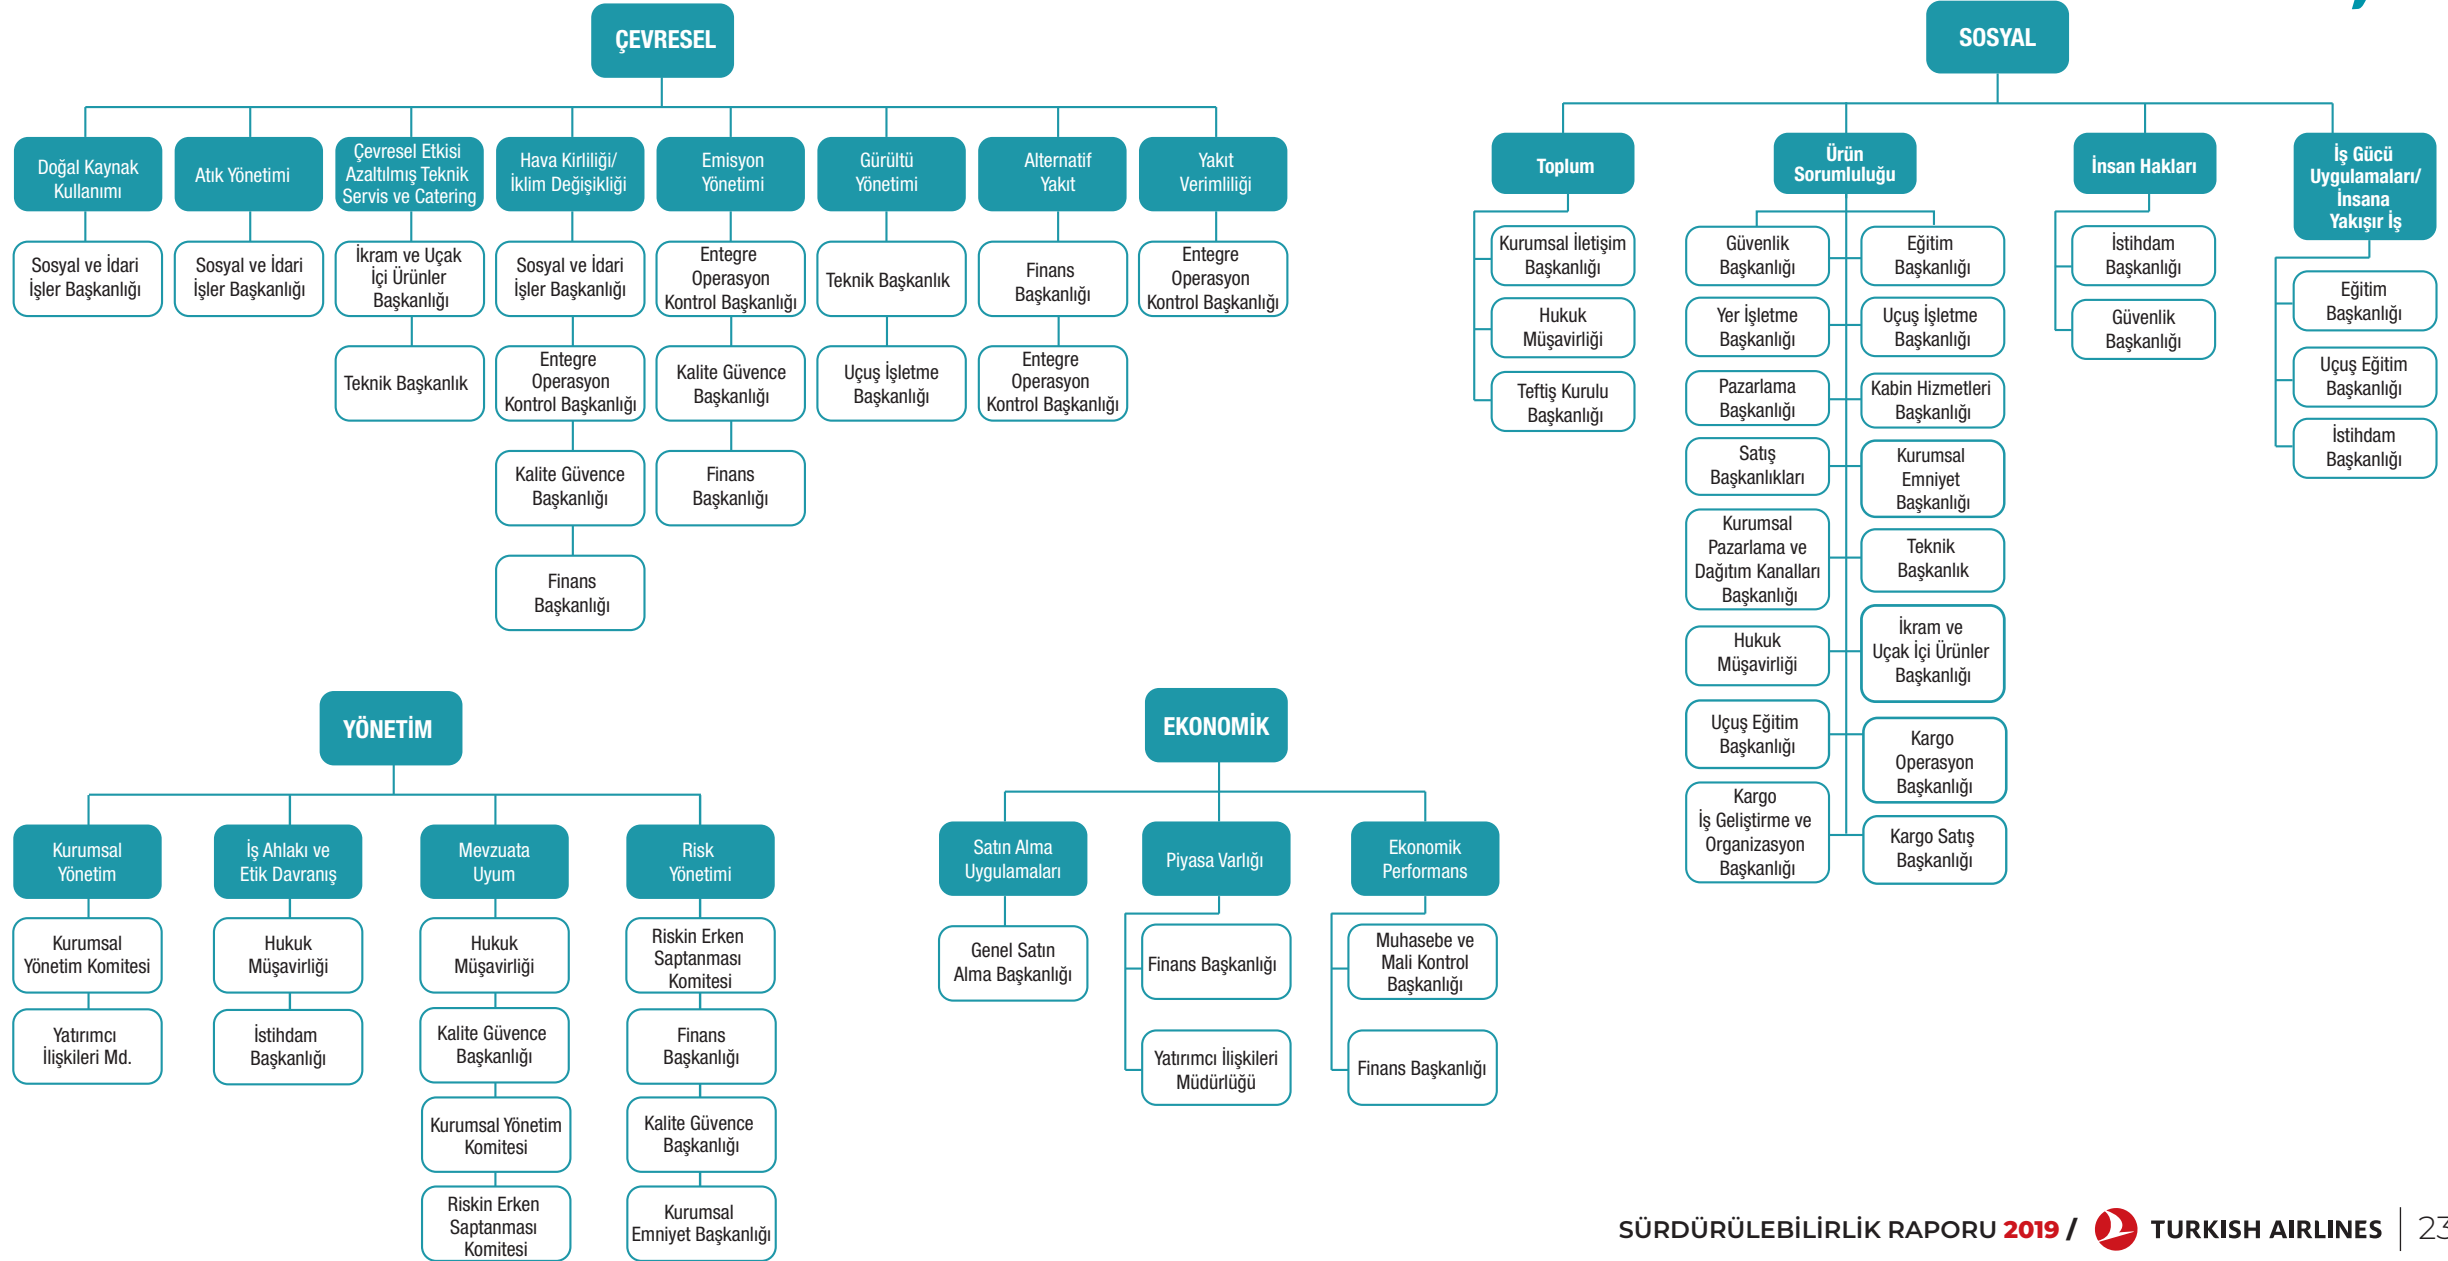 ÇEVRESEL
Doğal Kaynak
Kullanımı
Sosyal ve İdari
İşler Başkanlığı
Atık Yönetimi
Sosyal ve İdari
İşler Başkanlığı
Çevresel Etkisi
Azaltılmış Teknik
Servis ve Catering
İkram ve Uçak
İçi Ürünler
Başkanlığı
Teknik Başkanlık
Hava Kirliliği/
İklim Değişikliği
Sosyal ve İdari
İşler Başkanlığı
Entegre
Operasyon
Kontrol Başkanlığı
Kalite Güvence
Başkanlığı
Finans
Başkanlığı
Emisyon
Yönetimi
Entegre
Operasyon
Kontrol Başkanlığı
Kalite Güvence
Başkanlığı
Finans
Başkanlığı
Gürültü
Yönetimi
Teknik Başkanlık
Uçuş İşletme
Başkanlığı
Alternatif
Yakıt
Finans
Başkanlığı
Entegre
Operasyon
Kontrol Başkanlığı
Yakıt
Verimliliği
Entegre
Operasyon
Kontrol Başkanlığı
SOSYAL
Toplum
Kurumsal İletişim
Başkanlığı
Hukuk
Müşavirliği
Teftiş Kurulu
Başkanlığı
Ürün
Sorumluluğu
Güvenlik
Başkanlığı
Eğitim
Başkanlığı
Yer İşletme
Başkanlığı
Uçuş İşletme
Başkanlığı
Pazarlama
Başkanlığı
Kabin Hizmetleri
Başkanlığı
Satış
Başkanlıkları
Kurumsal
Emniyet
Başkanlığı
Kurumsal
Pazarlama ve
Dağıtım Kanalları
Başkanlığı
Teknik
Başkanlık
Hukuk
Müşavirliği
İkram ve
Uçak İçi Ürünler
Başkanlığı
Uçuş Eğitim
Başkanlığı
Kargo
Operasyon
Başkanlığı
Kargo
İş Geliştirme ve
Organizasyon
Başkanlığı
Kargo Satış
Başkanlığı
İnsan Hakları
İstihdam
Başkanlığı
Güvenlik
Başkanlığı
İş Gücü
Uygulamaları/
İnsana
Yakışır İş
Eğitim
Başkanlığı
Uçuş Eğitim
Başkanlığı
İstihdam
Başkanlığı
YÖNETİM
Kurumsal
Yönetim
Kurumsal
Yönetim Komitesi
Yatırımcı
İlişkileri Md.
İş Ahlakı ve
Etik Davranış
Hukuk
Müşavirliği
İstihdam
Başkanlığı
Mevzuata
Uyum
Hukuk
Müşavirliği
Kalite Güvence
Başkanlığı
Kurumsal Yönetim
Komitesi
Riskin Erken
Saptanması
Komitesi
Risk
Yönetimi
Riskin Erken
Saptanması
Komitesi
Finans
Başkanlığı
Kalite Güvence
Başkanlığı
Kurumsal
Emniyet Başkanlığı
EKONOMİK
Satın Alma
Uygulamaları
Genel Satın
Alma Başkanlığı
Piyasa Varlığı
Finans Başkanlığı
Yatırımcı İlişkileri
Müdürlüğü
Ekonomik
Performans
Muhasebe ve
Mali Kontrol
Başkanlığı
Finans Başkanlığı
SÜRDÜRÜLEBİLİRLİK RAPORU 2019 / TURKISH AIRLINES | 23